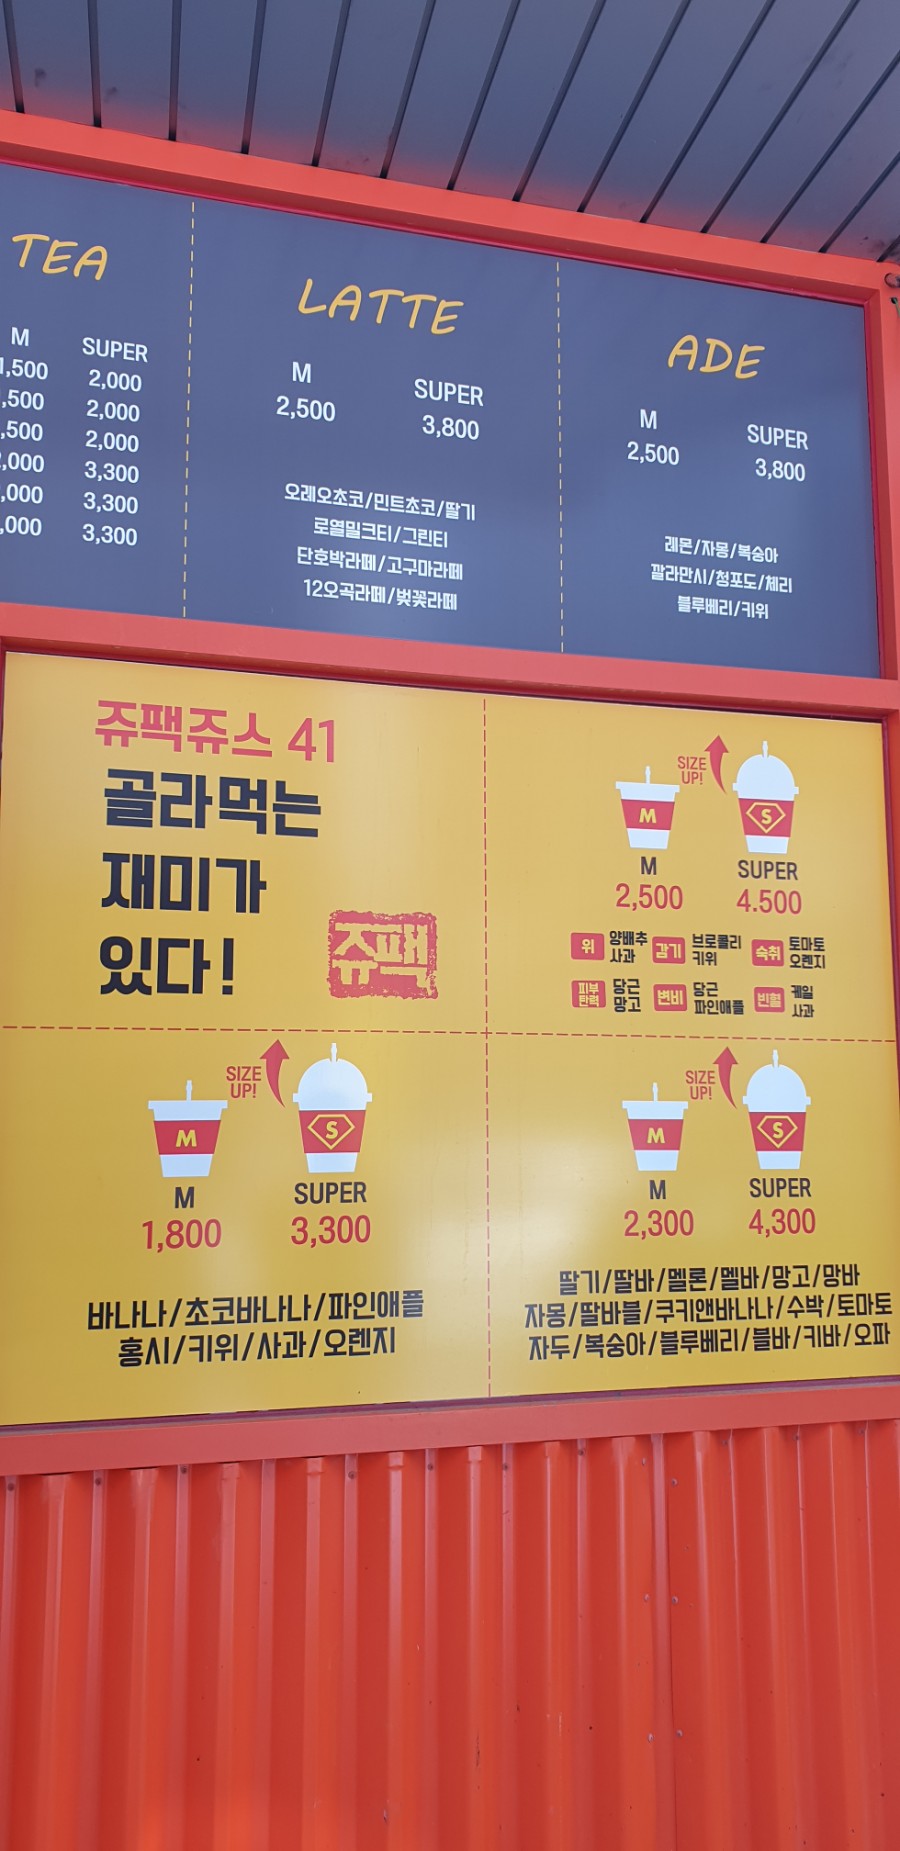 TEA
M SUPER
1,500 2,000
,500 2,000
,500 2,000
,000 3,300
,000 3,300
,000 3,300
LATTE
M SUPER
2,500 3,800
오레오초코/민트초코/딸기
로열밀크티/그린티
단호박라떼/고구마라떼
12오곡라떼/벚꽃라떼
ADE
M SUPER
2,500 3,800
레몬/자몽/복숭아
깔라만시/청포도/체리
블루베리/키위
쥬팩쥬스 41
골라먹는
재미가
있다!
쥬팩
SIZE
UP!
M S
M SUPER
2,500 4.500
위 양배추 사과 감기 브로콜리 키위 숙취 토마토 오렌지
피부 탄력 당근 망고 변비 당근 파인애플 빈혈 케일 사과
SIZE
UP!
M S
M SUPER
1,800 3,300
바나나/초코바나나/파인애플
홍시/키위/사과/오렌지
SIZE
UP!
M S
M SUPER
2,300 4,300
딸기/딸바/멜론/멜바/망고/망바
자몽/딸바블/쿠키앤바나나/수박/토마토
자두/복숭아/블루베리/블바/키바/오파